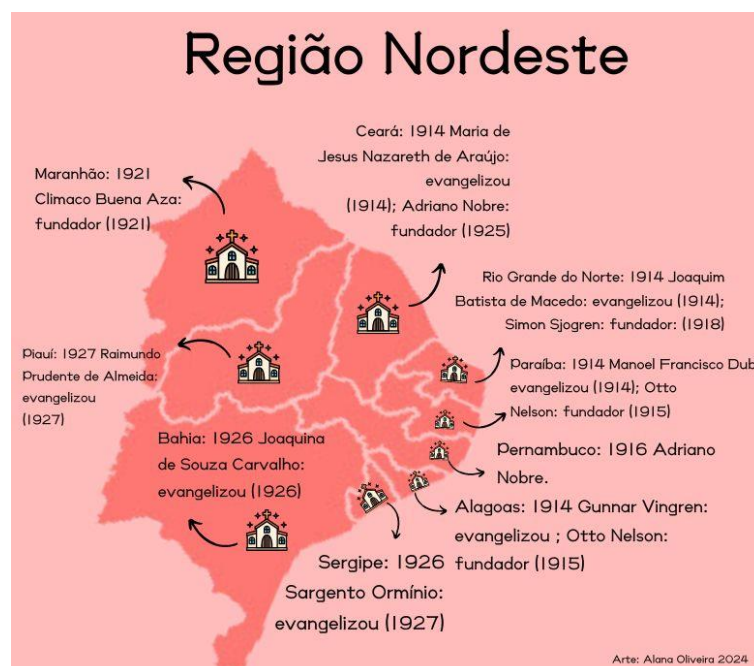 Região Nordeste
Ceará: 1914 Maria de
Jesus Nazareth de Araújo:
evangelizou
(1914); Adriano Nobre:
fundador (1925)
Maranhão: 1921
Climaco Buena Aza:
fundador (1921)
Rio Grande do Norte: 1914 Joaquim
Batista de Macedo: evangelizou (1914);
Simon Sjogren: fundador: (1918)
Piauí: 1927 Raimundo
Prudente de Almeida:
evangelizou
(1927)
Paraíba: 1914 Manoel Francisco Dub
evangelizou (1914); Otto
Nelson: fundador (1915)
Bahia: 1926 Joaquina
de Souza Carvalho:
evangelizou (1926)
Pernambuco: 1916 Adriano
Nobre.
Alagoas: 1914 Gunnar Vingren:
evangelizou ; Otto Nelson:
fundador (1915)
Sergipe: 1926
Sargento Ormínio:
evangelizou (1927)
Arte: Alana Oliveira 2024